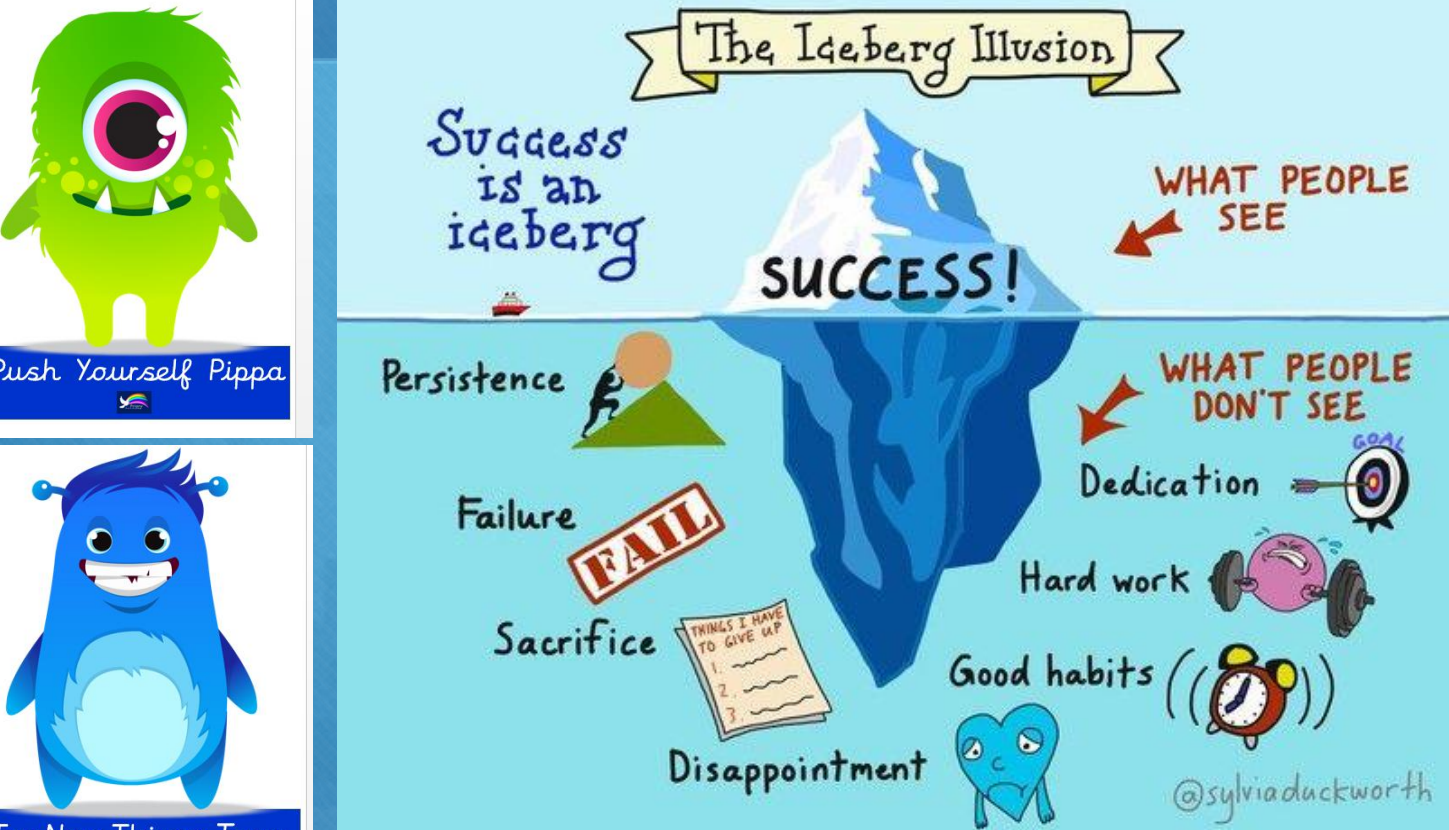 Push Yourself Pippa
The Iceberg Illusion
Success
is an
iceberg
WHAT PEOPLE
SEE
SUCCESS!
Persistence
WHAT PEOPLE
DON'T SEE
GOAL
Dedication
Failure
FAIL
Hard work
Sacrifice
THINGS I HAVE
TO GIVE UP
1.
2.
3.
Good habits
Disappointment
@sylviaduckworth